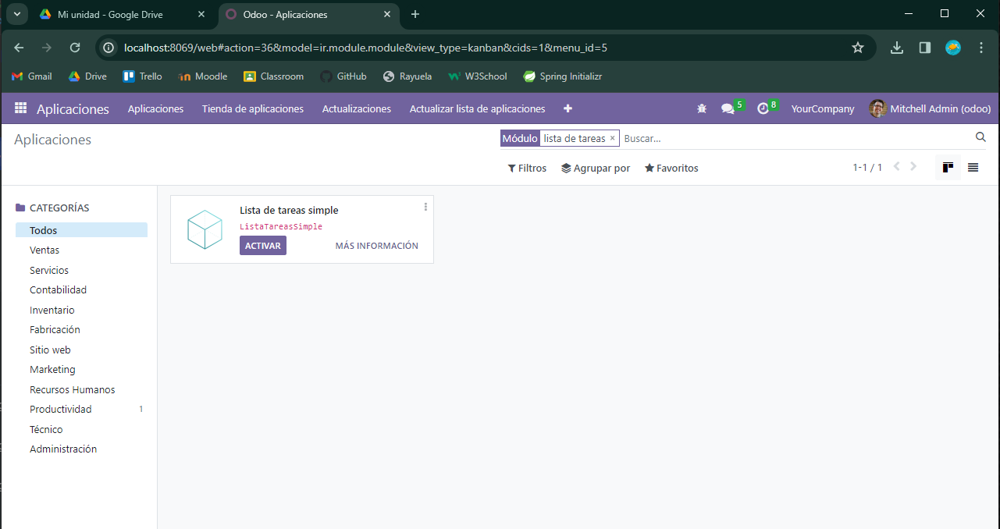 Mi unidad - Google Drive
Odoo - Aplicaciones
localhost:8069/web#action=36&model=ir.module.module&view_type=kanban&cids=1&menu_id=5
Gmail Drive Trello Moodle Classroom GitHub Rayuela W3School Spring Initializr
Aplicaciones Aplicaciones Tienda de aplicaciones Actualizaciones Actualizar lista de aplicaciones 5 8 YourCompany Mitchell Admin (odoo)
Aplicaciones
Módulo lista de tareas × Buscar...
Filtros Agrupar por Favoritos 1-1 / 1
CATEGORÍAS
Todos
Ventas
Servicios
Contabilidad
Inventario
Fabricación
Sitio web
Marketing
Recursos Humanos
Productividad 1
Técnico
Administración
Lista de tareas simple
ListaTareasSimple
ACTIVAR MÁS INFORMACIÓN